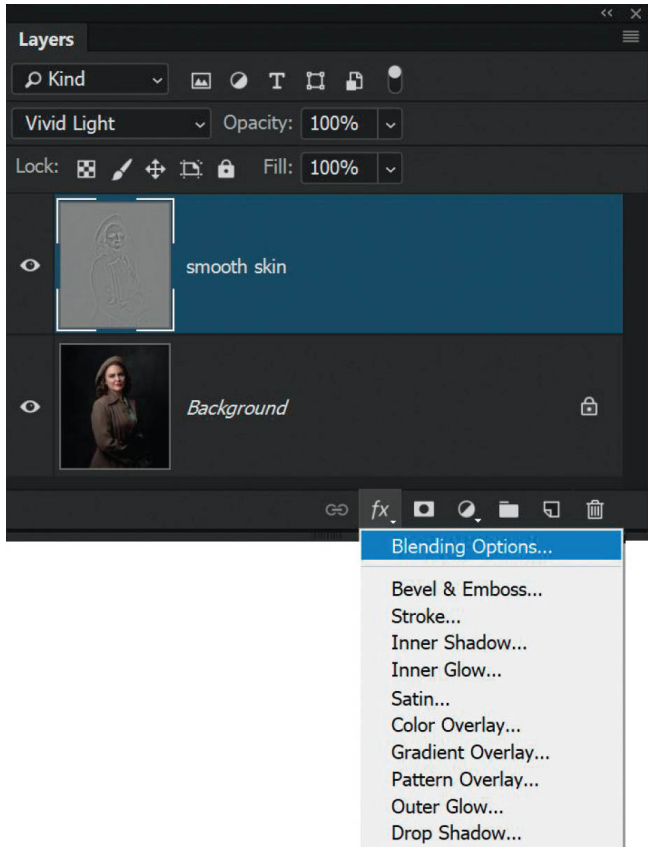 Layers
Kind
Vivid Light Opacity: 100%
Lock: Fill: 100%
smooth skin
Background
fx
Blending Options...
Bevel & Emboss...
Stroke...
Inner Shadow...
Inner Glow...
Satin...
Color Overlay...
Gradient Overlay...
Pattern Overlay...
Outer Glow...
Drop Shadow...